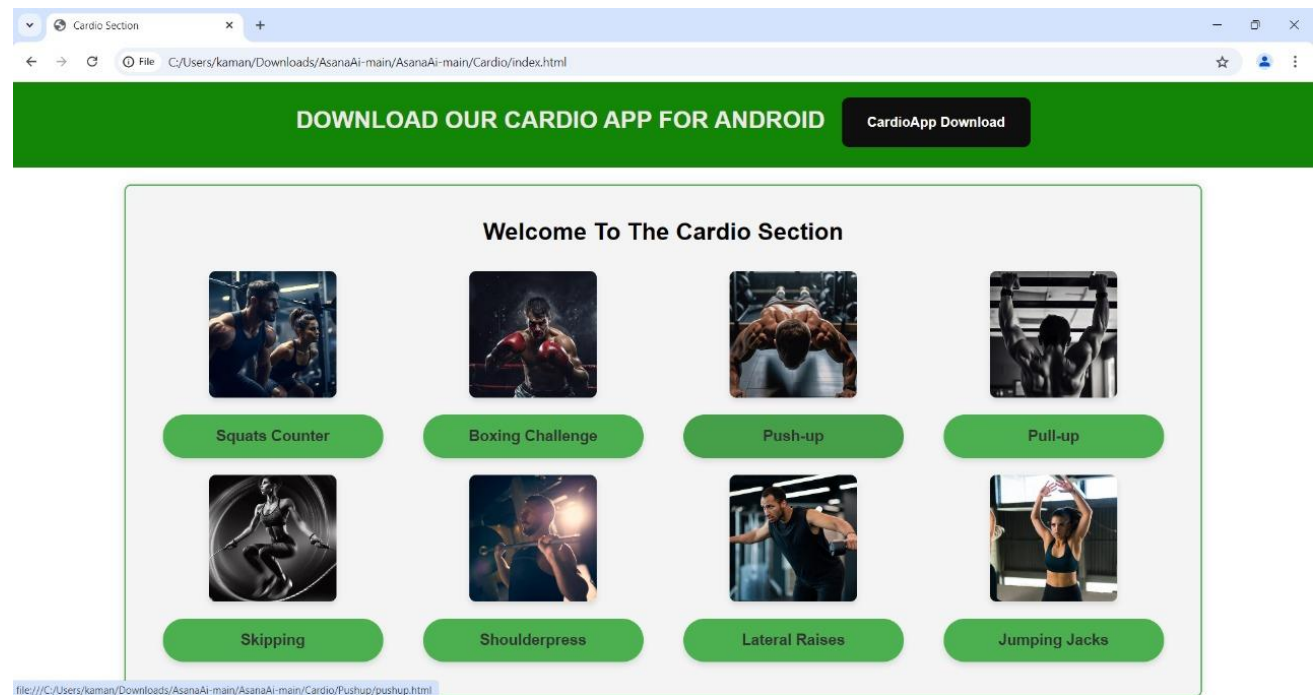 Cardio Section
File C:/Users/kaman/Downloads/AsanaAi-main/AsanaAi-main/Cardio/index.html
DOWNLOAD OUR CARDIO APP FOR ANDROID CardioApp Download
Welcome To The Cardio Section
Squats Counter Boxing Challenge Push-up Pull-up
Skipping Shoulderpress Lateral Raises Jumping Jacks
file:///C:/Users/kaman/Downloads/AsanaAi-main/AsanaAi-main/Cardio/Pushup/pushup.html